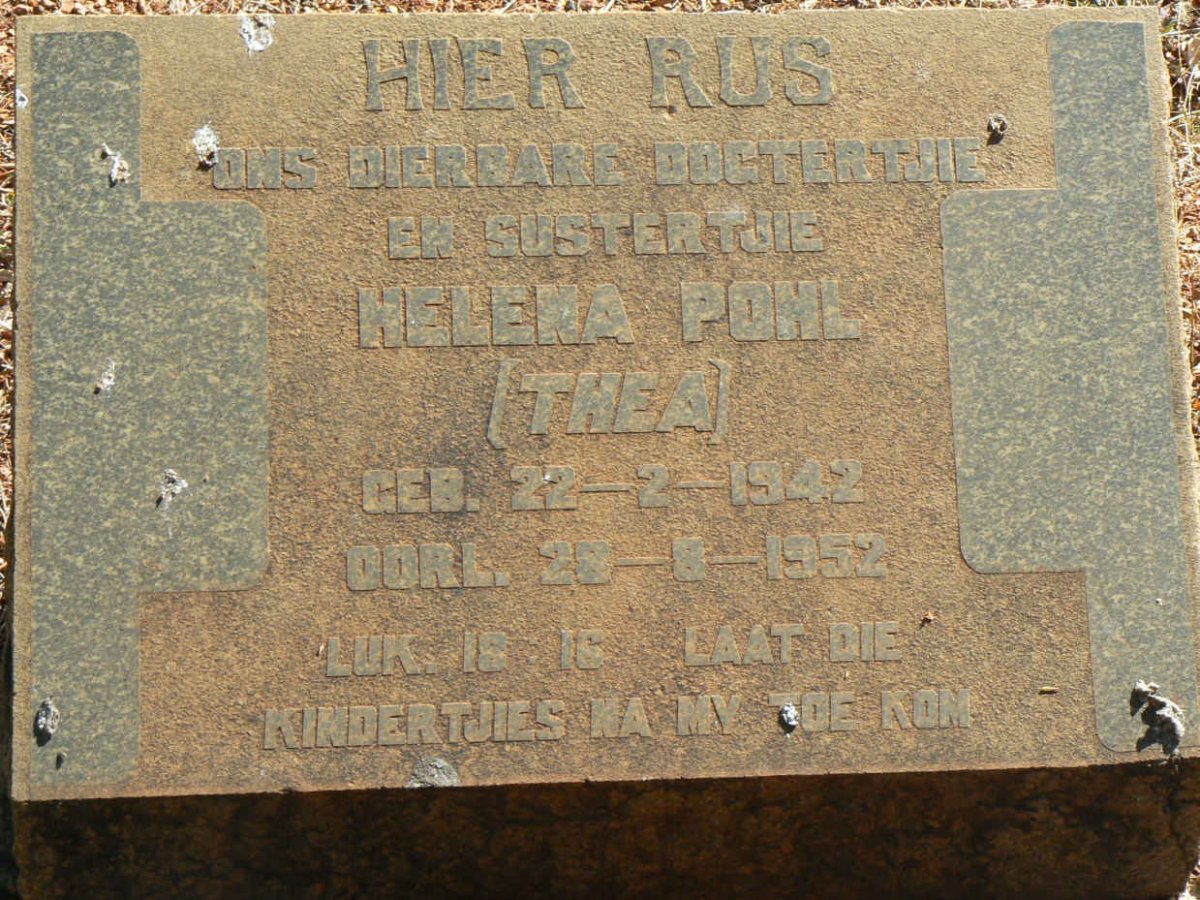 HIER RUS
ONS DIERBARE DOGTERTJIE
EN SUSTERTJIE
HELENA POHL
(THEA)
GEB. 22-2-1942
OORL. 28-8-1952
LUK. 18:16 LAAT DIE
KINDERTJIES NA MY TOE KOM